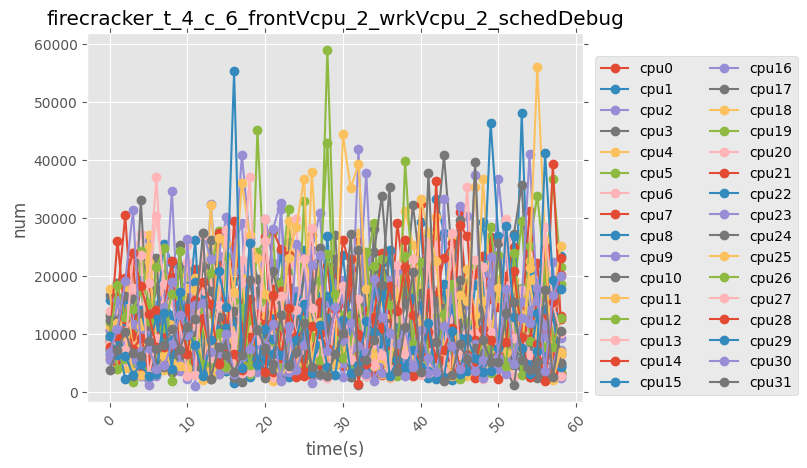 firecracker_t_4_c_6_frontVcpu_2_wrkVcpu_2_schedDebug
60000
50000
40000
30000
20000
10000
0
num
0
10
20
30
40
50
60
time(s)
cpu0
cpu1
cpu2
cpu3
cpu4
cpu5
cpu6
cpu7
cpu8
cpu9
cpu10
cpu11
cpu12
cpu13
cpu14
cpu15
cpu16
cpu17
cpu18
cpu19
cpu20
cpu21
cpu22
cpu23
cpu24
cpu25
cpu26
cpu27
cpu28
cpu29
cpu30
cpu31